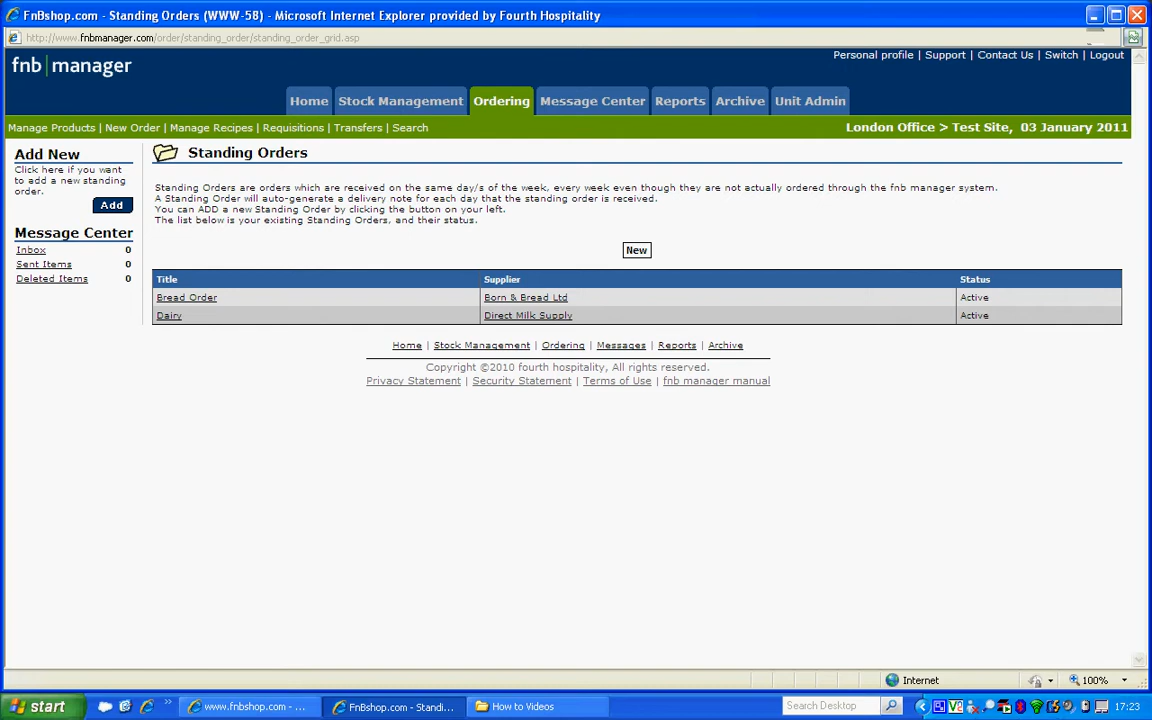 FnBshop.com - Standing Orders (WWW-58) - Microsoft Internet Explorer provided by Fourth Hospitality
http://www.fnbmanager.com/order/standing_order/standing_order_grid.asp
Personal profile | Support | Contact Us | Switch | Logout
fnb | manager
Home Stock Management Ordering Message Center Reports Archive Unit Admin
Manage Products | New Order | Manage Recipes | Requisitions | Transfers | Search
London Office > Test Site, 03 January 2011
Add New
Click here if you want
to add a new standing
order.
Add
Message Center
Inbox 0
Sent Items 0
Deleted Items 0
Standing Orders
Standing Orders are orders which are received on the same day/s of the week, every week even though they are not actually ordered through the fnb manager system.
A Standing Order will auto-generate a delivery note for each day that the standing order is received.
You can ADD a new Standing Order by clicking the button on your left.
The list below is your existing Standing Orders, and their status.
New
Title Supplier Status
Bread Order Born & Bread Ltd Active
Dairy Direct Milk Supply Active
Home | Stock Management | Ordering | Messages | Reports | Archive
Copyright ©2010 fourth hospitality, All rights reserved.
Privacy Statement | Security Statement | Terms of Use | fnb manager manual
Internet 100%
start www.fnbshop.com - ... FnBshop.com - Standi... How to Videos Search Desktop 17:23